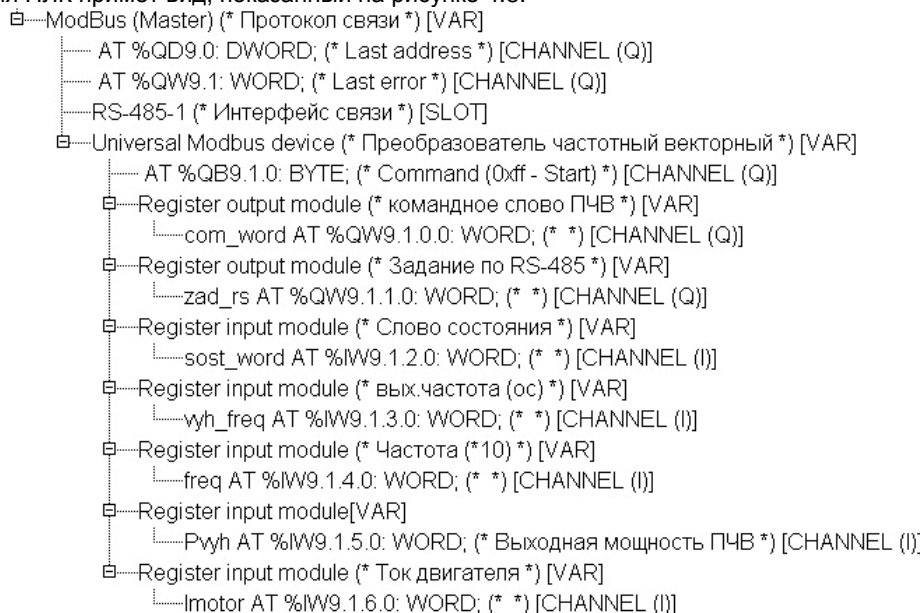 ModBus (Master) (* Протокол связи *) [VAR]
AT %QD9.0: DWORD; (* Last address *) [CHANNEL (Q)]
AT %QW9.1: WORD; (* Last error *) [CHANNEL (Q)]
RS-485-1 (* Интерфейс связи *) [SLOT]
Universal Modbus device (* Преобразователь частотный векторный *) [VAR]
AT %QB9.1.0: BYTE; (* Command (0xff - Start) *) [CHANNEL (Q)]
Register output module (* командное слово ПЧВ *) [VAR]
com_word AT %QW9.1.0.0: WORD; (* *) [CHANNEL (Q)]
Register output module (* Задание по RS-485 *) [VAR]
zad_rs AT %QW9.1.1.0: WORD; (* *) [CHANNEL (Q)]
Register input module (* Слово состояния *) [VAR]
sost_word AT %IW9.1.2.0: WORD; (* *) [CHANNEL (I)]
Register input module (* вых.частота (ос) *) [VAR]
vyh_freq AT %IW9.1.3.0: WORD; (* *) [CHANNEL (I)]
Register input module (* Частота (*10) *) [VAR]
freq AT %IW9.1.4.0: WORD; (* *) [CHANNEL (I)]
Register input module[VAR]
Pvyh AT %IW9.1.5.0: WORD; (* Выходная мощность ПЧВ *) [CHANNEL (I)]
Register input module (* Ток двигателя *) [VAR]
Imotor AT %IW9.1.6.0: WORD; (* *) [CHANNEL (I)]